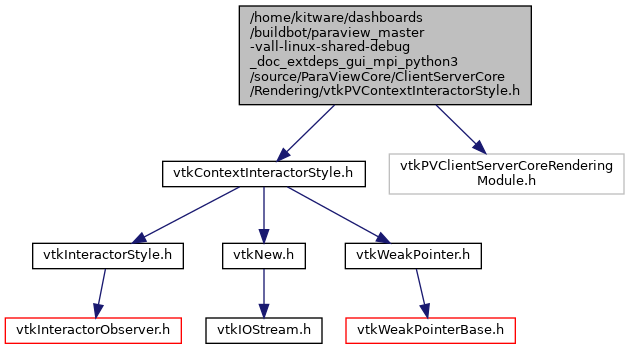 /home/kitware/dashboards
/buildbot/paraview_master
-vall-linux-shared-debug
_doc_extdeps_gui_mpi_python3
/source/ParaViewCore/ClientServerCore
/Rendering/vtkPVContextInteractorStyle.h
vtkContextInteractorStyle.h
vtkPVClientServerCoreRendering
Module.h
vtkInteractorStyle.h
vtkNew.h
vtkWeakPointer.h
vtkInteractorObserver.h
vtkIOStream.h
vtkWeakPointerBase.h